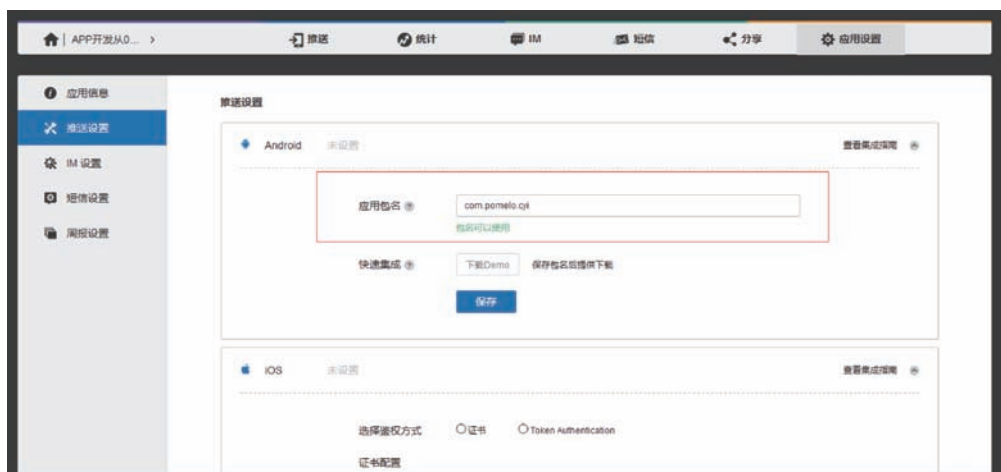 APP开发从0... >
推送
统计
IM
短信
分享
应用设置
应用信息
推送设置
IM 设置
短信设置
周报设置
推送设置
Android 未设置 查看集成指南
应用包名 com.pomelo.cyk
包名可以使用
快速集成 下载Demo 保存包名后提供下载
保存
iOS 未设置 查看集成指南
选择鉴权方式 证书 Token Authentication
证书配置